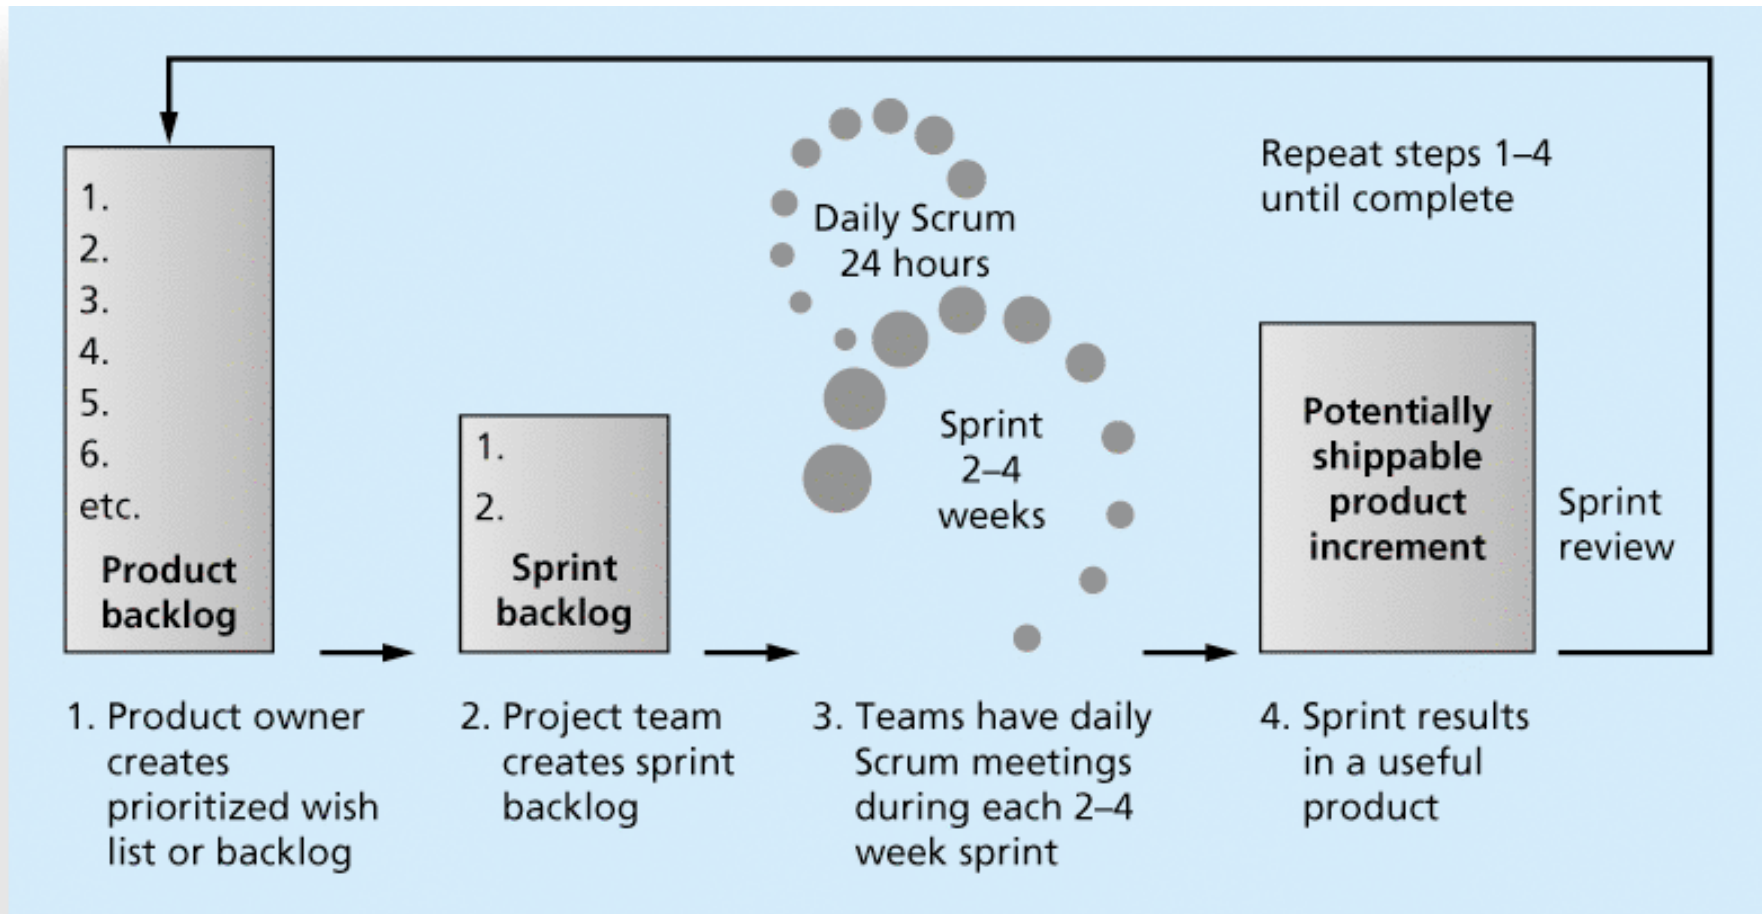 1.
2.
3.
4.
5.
6.
etc.
Product
backlog
1.
2.
Sprint
backlog
Daily Scrum
24 hours
Sprint
2–4
weeks
Repeat steps 1–4
until complete
Potentially
shippable
product
increment
Sprint
review
1. Product owner
creates
prioritized wish
list or backlog
2. Project team
creates sprint
backlog
3. Teams have daily
Scrum meetings
during each 2–4
week sprint
4. Sprint results
in a useful
product